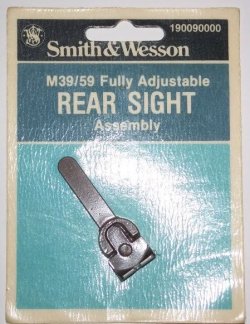 190090000
Smith & Wesson
M39/59 Fully Adjustable
REAR SIGHT
Assembly